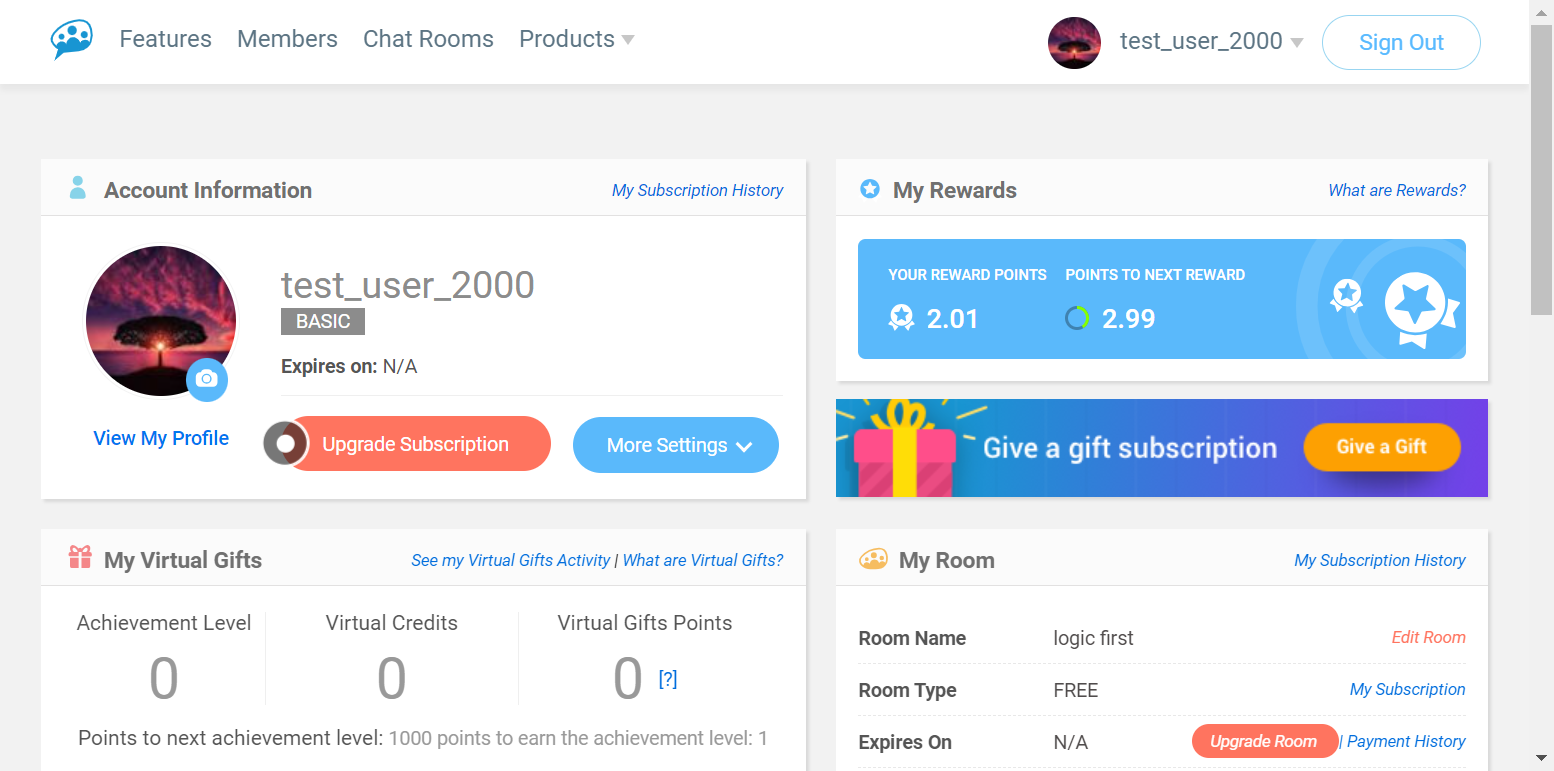 Features Members Chat Rooms Products
test_user_2000 Sign Out
Account Information My Subscription History
test_user_2000
BASIC
Expires on: N/A
View My Profile
Upgrade Subscription
More Settings
My Rewards What are Rewards?
YOUR REWARD POINTS POINTS TO NEXT REWARD
2.01 2.99
Give a gift subscription Give a Gift
My Virtual Gifts See my Virtual Gifts Activity | What are Virtual Gifts?
Achievement Level Virtual Credits Virtual Gifts Points
0 0 0 [?]
Points to next achievement level: 1000 points to earn the achievement level: 1
My Room My Subscription History
Room Name logic first Edit Room
Room Type FREE My Subscription
Expires On N/A Upgrade Room | Payment History